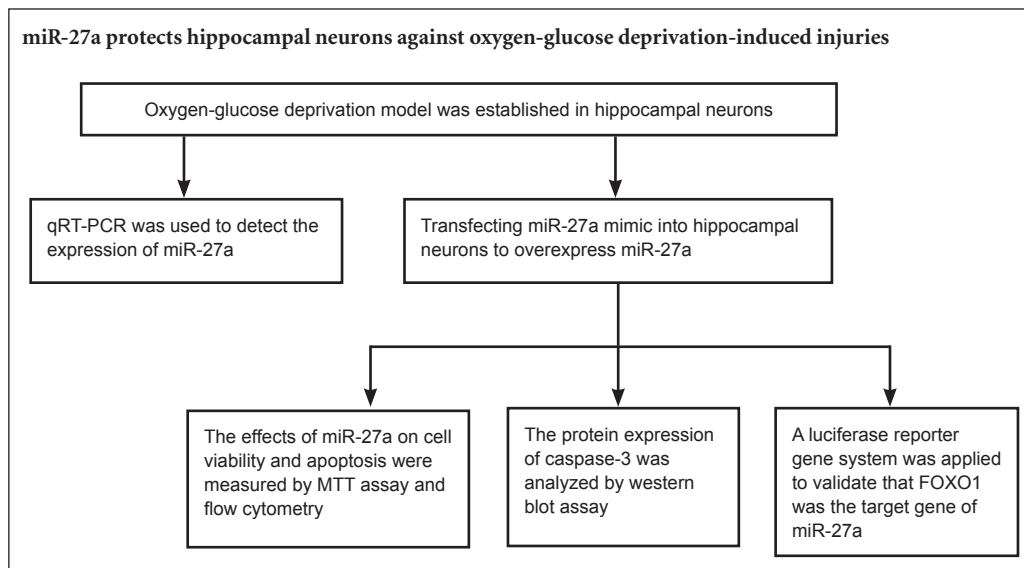 miR-27a protects hippocampal neurons against oxygen-glucose deprivation-induced injuries
Oxygen-glucose deprivation model was established in hippocampal neurons
qRT-PCR was used to detect the
expression of miR-27a
Transfecting miR-27a mimic into hippocampal
neurons to overexpress miR-27a
The effects of miR-27a on cell
viability and apoptosis were
measured by MTT assay and
flow cytometry
The protein expression
of caspase-3 was
analyzed by western
blot assay
A luciferase reporter
gene system was applied
to validate that FOXO1
was the target gene of
miR-27a